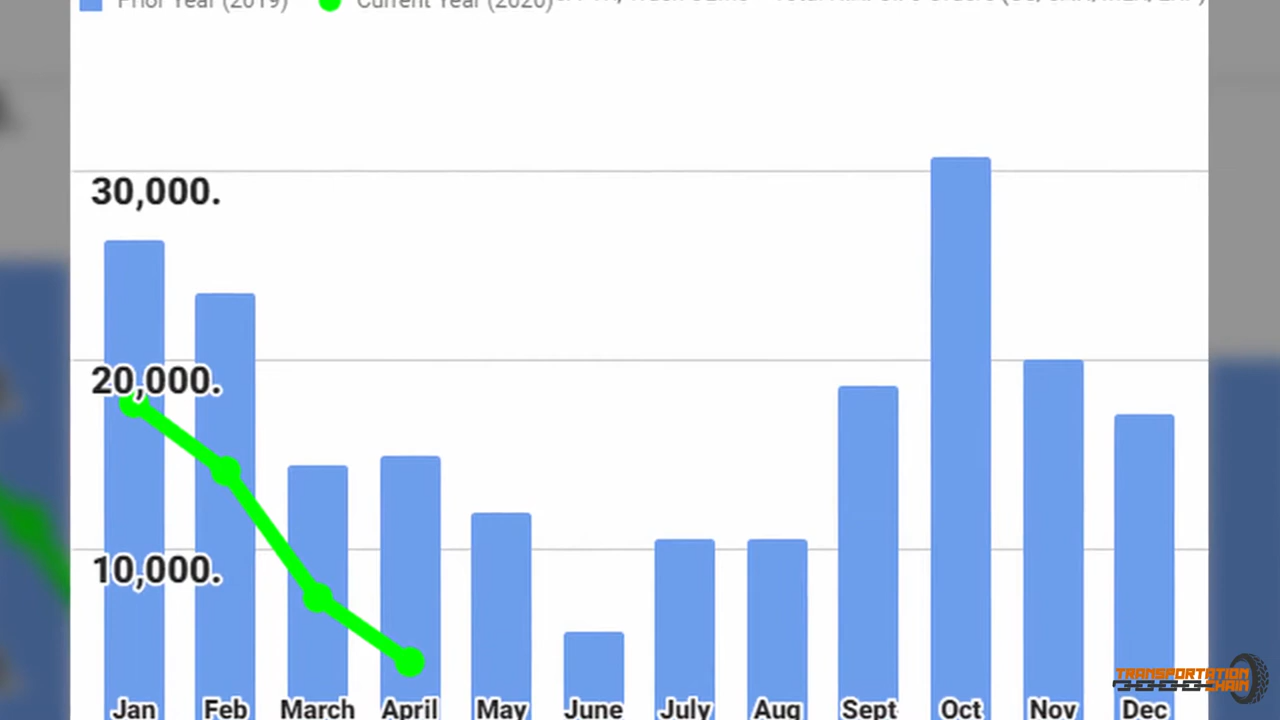 Prior Year (2019) Current Year (2020)
30,000.
20,000.
10,000.
Jan Feb March April May June July Aug Sept Oct Nov Dec
TRANSPORTATION
CHAIN